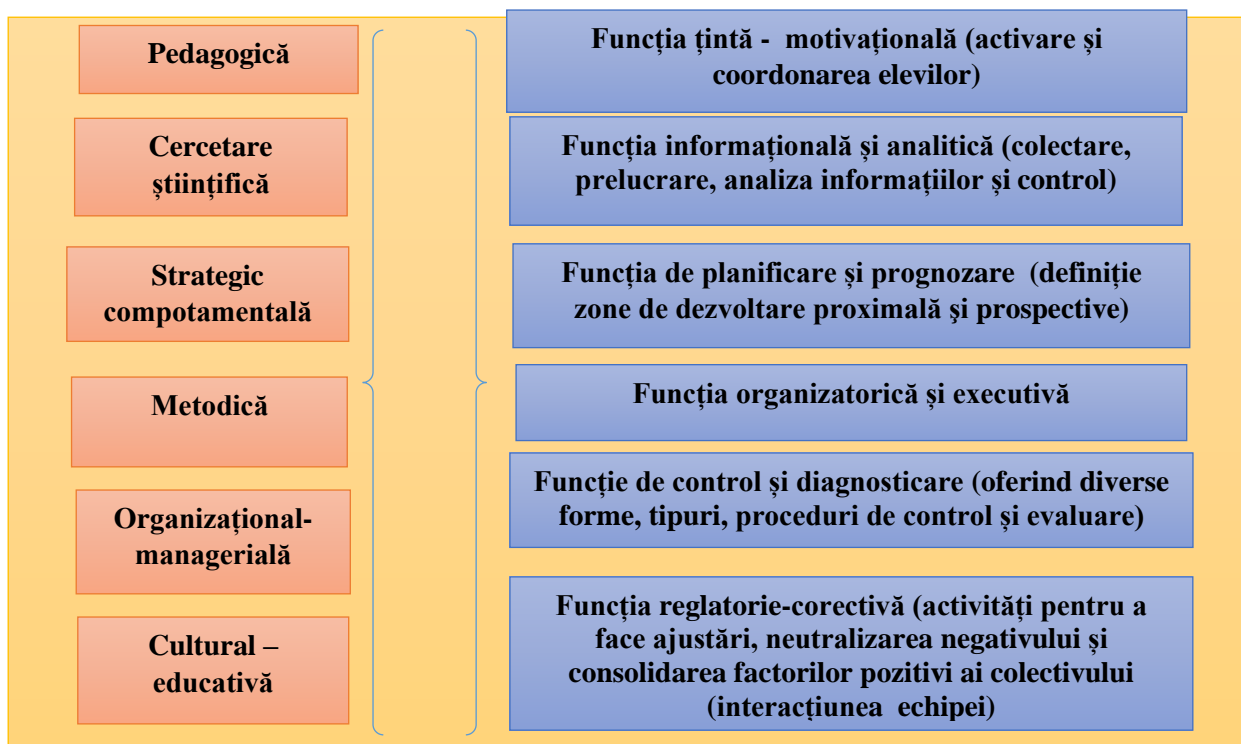 Pedagogică
Cercetare
științifică
Strategic
compotamentală
Metodică
Organizațional-
managerială
Cultural –
educativă
Funcția țintă - motivațională (activare și
coordonarea elevilor)
Funcția informațională și analitică (colectare,
prelucrare, analiza informațiilor și control)
Funcția de planificare și prognozare (definiție
zone de dezvoltare proximală şi prospective)
Funcția organizatorică și executivă
Funcție de control și diagnosticare (oferind diverse
forme, tipuri, proceduri de control și evaluare)
Funcția reglatorie-corectivă (activități pentru a
face ajustări, neutralizarea negativului și
consolidarea factorilor pozitivi ai colectivului
(interacțiunea echipei)